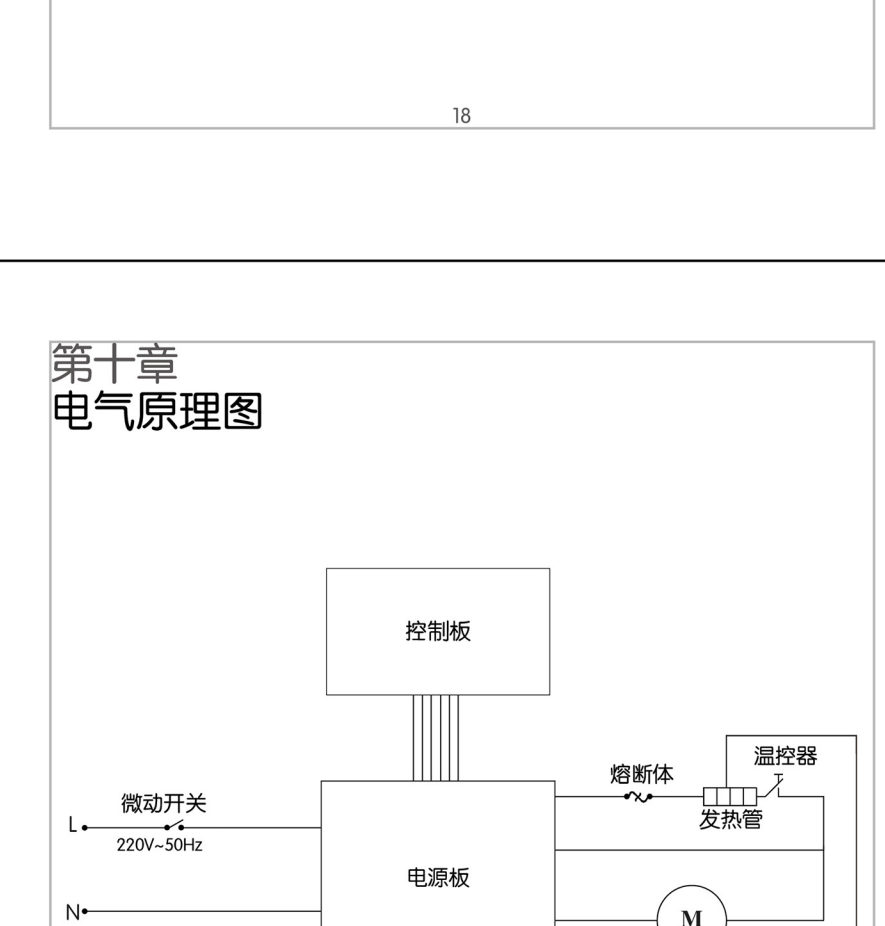 18
第十章
电气原理图
控制板
温控器
熔断体
微动开关
发热管
L
220V~50Hz
电源板
N
M